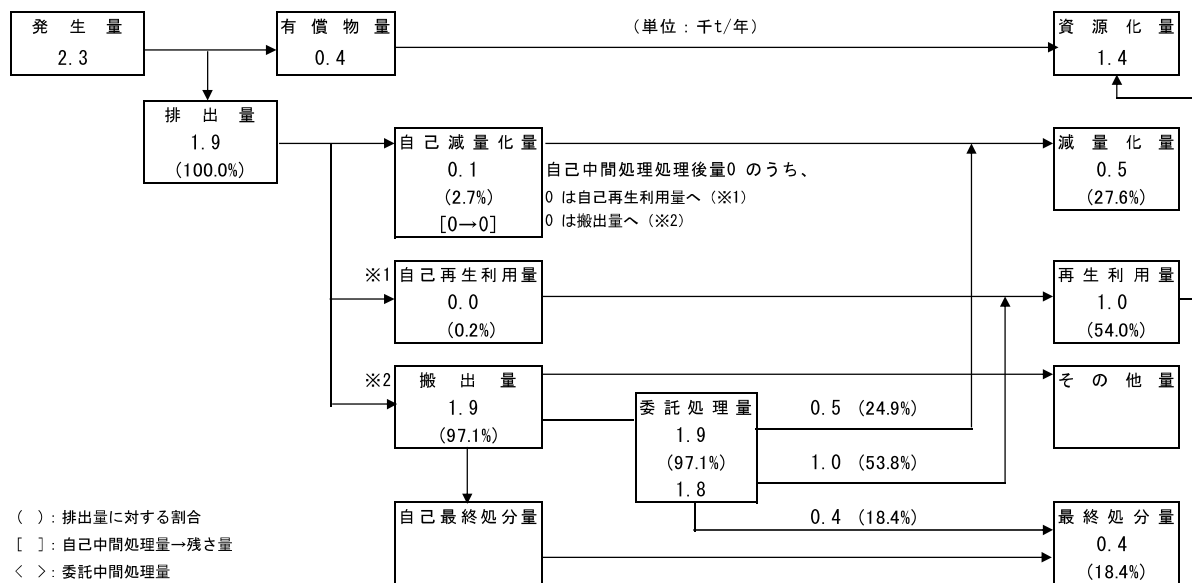 発生量
2.3
有償物量
0.4
(単位：千t/年)
資源化量
1.4
排出量
1.9
(100.0%)
自己減量化量
0.1
(2.7%)
[0→0]
自己中間処理処理後量0 のうち、
0 は自己再生利用量へ（※1）
0 は搬出量へ（※2）
減量化量
0.5
(27.6%)
※1
自己再生利用量
0.0
(0.2%)
再生利用量
1.0
(54.0%)
※2
搬出量
1.9
(97.1%)
委託処理量
1.9
(97.1%)
1.8
0.5 (24.9%)
1.0 (53.8%)
0.4 (18.4%)
その他量
自己最終処分量
最終処分量
0.4
(18.4%)
（ ）：排出量に対する割合
［ ］：自己中間処理量→残さ量
＜ ＞：委託中間処理量